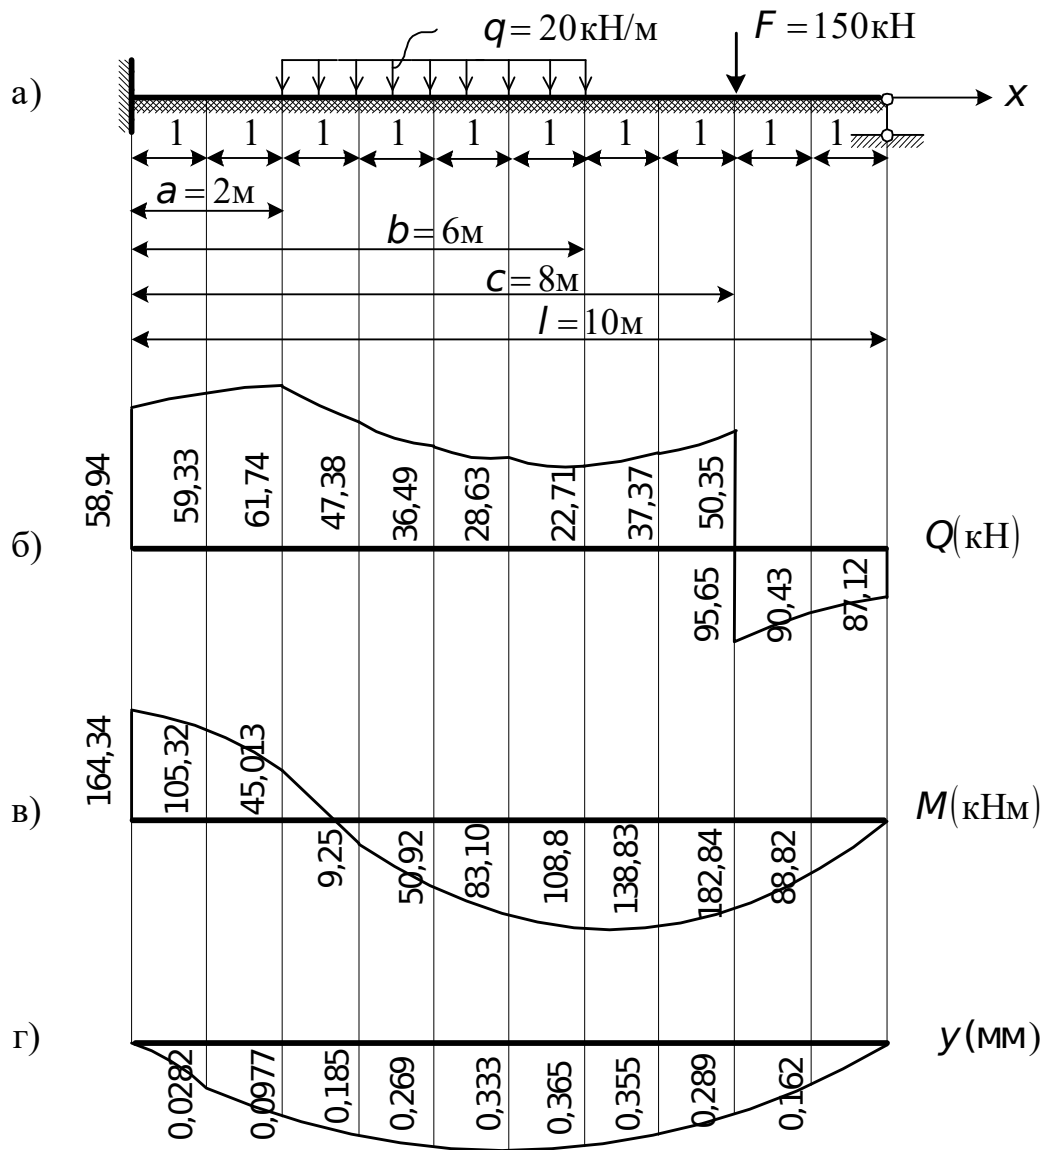 q = 20кН/м
F = 150кН
а)
x
1 1 1 1 1 1 1 1 1 1
a = 2м
b = 6м
c = 8м
l = 10м
58,94 59,33 61,74 47,38 36,49 28,63 22,71 37,37 50,35
б)
Q(кН)
95,65 90,43 87,12
164,34 105,32 45,013
в)
M(кНм)
9,25 50,92 83,10 108,8 138,83 182,84 88,82
г)
y(мм)
0,0282 0,0977 0,185 0,269 0,333 0,365 0,355 0,289 0,162